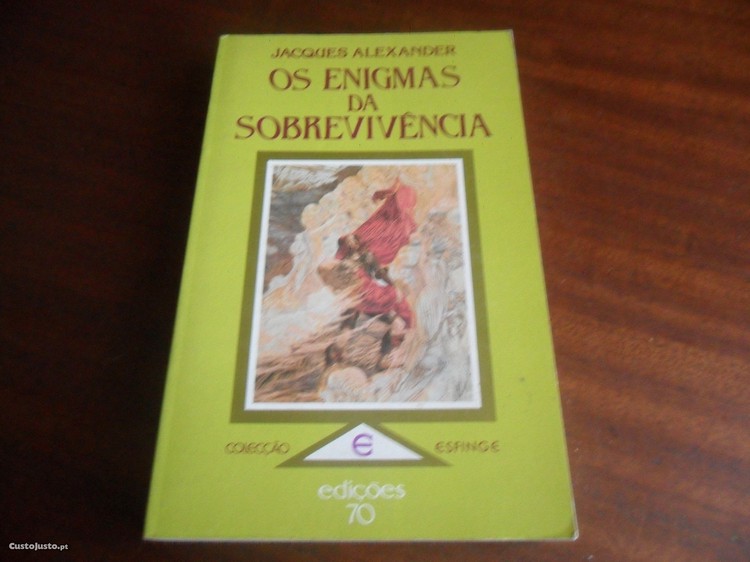 JACQUES ALEXANDER
OS ENIGMAS
DA
SOBREVIVÊNCIA
COLECÇÃO E ESFINGE
edições
70
CustoJusto.pt